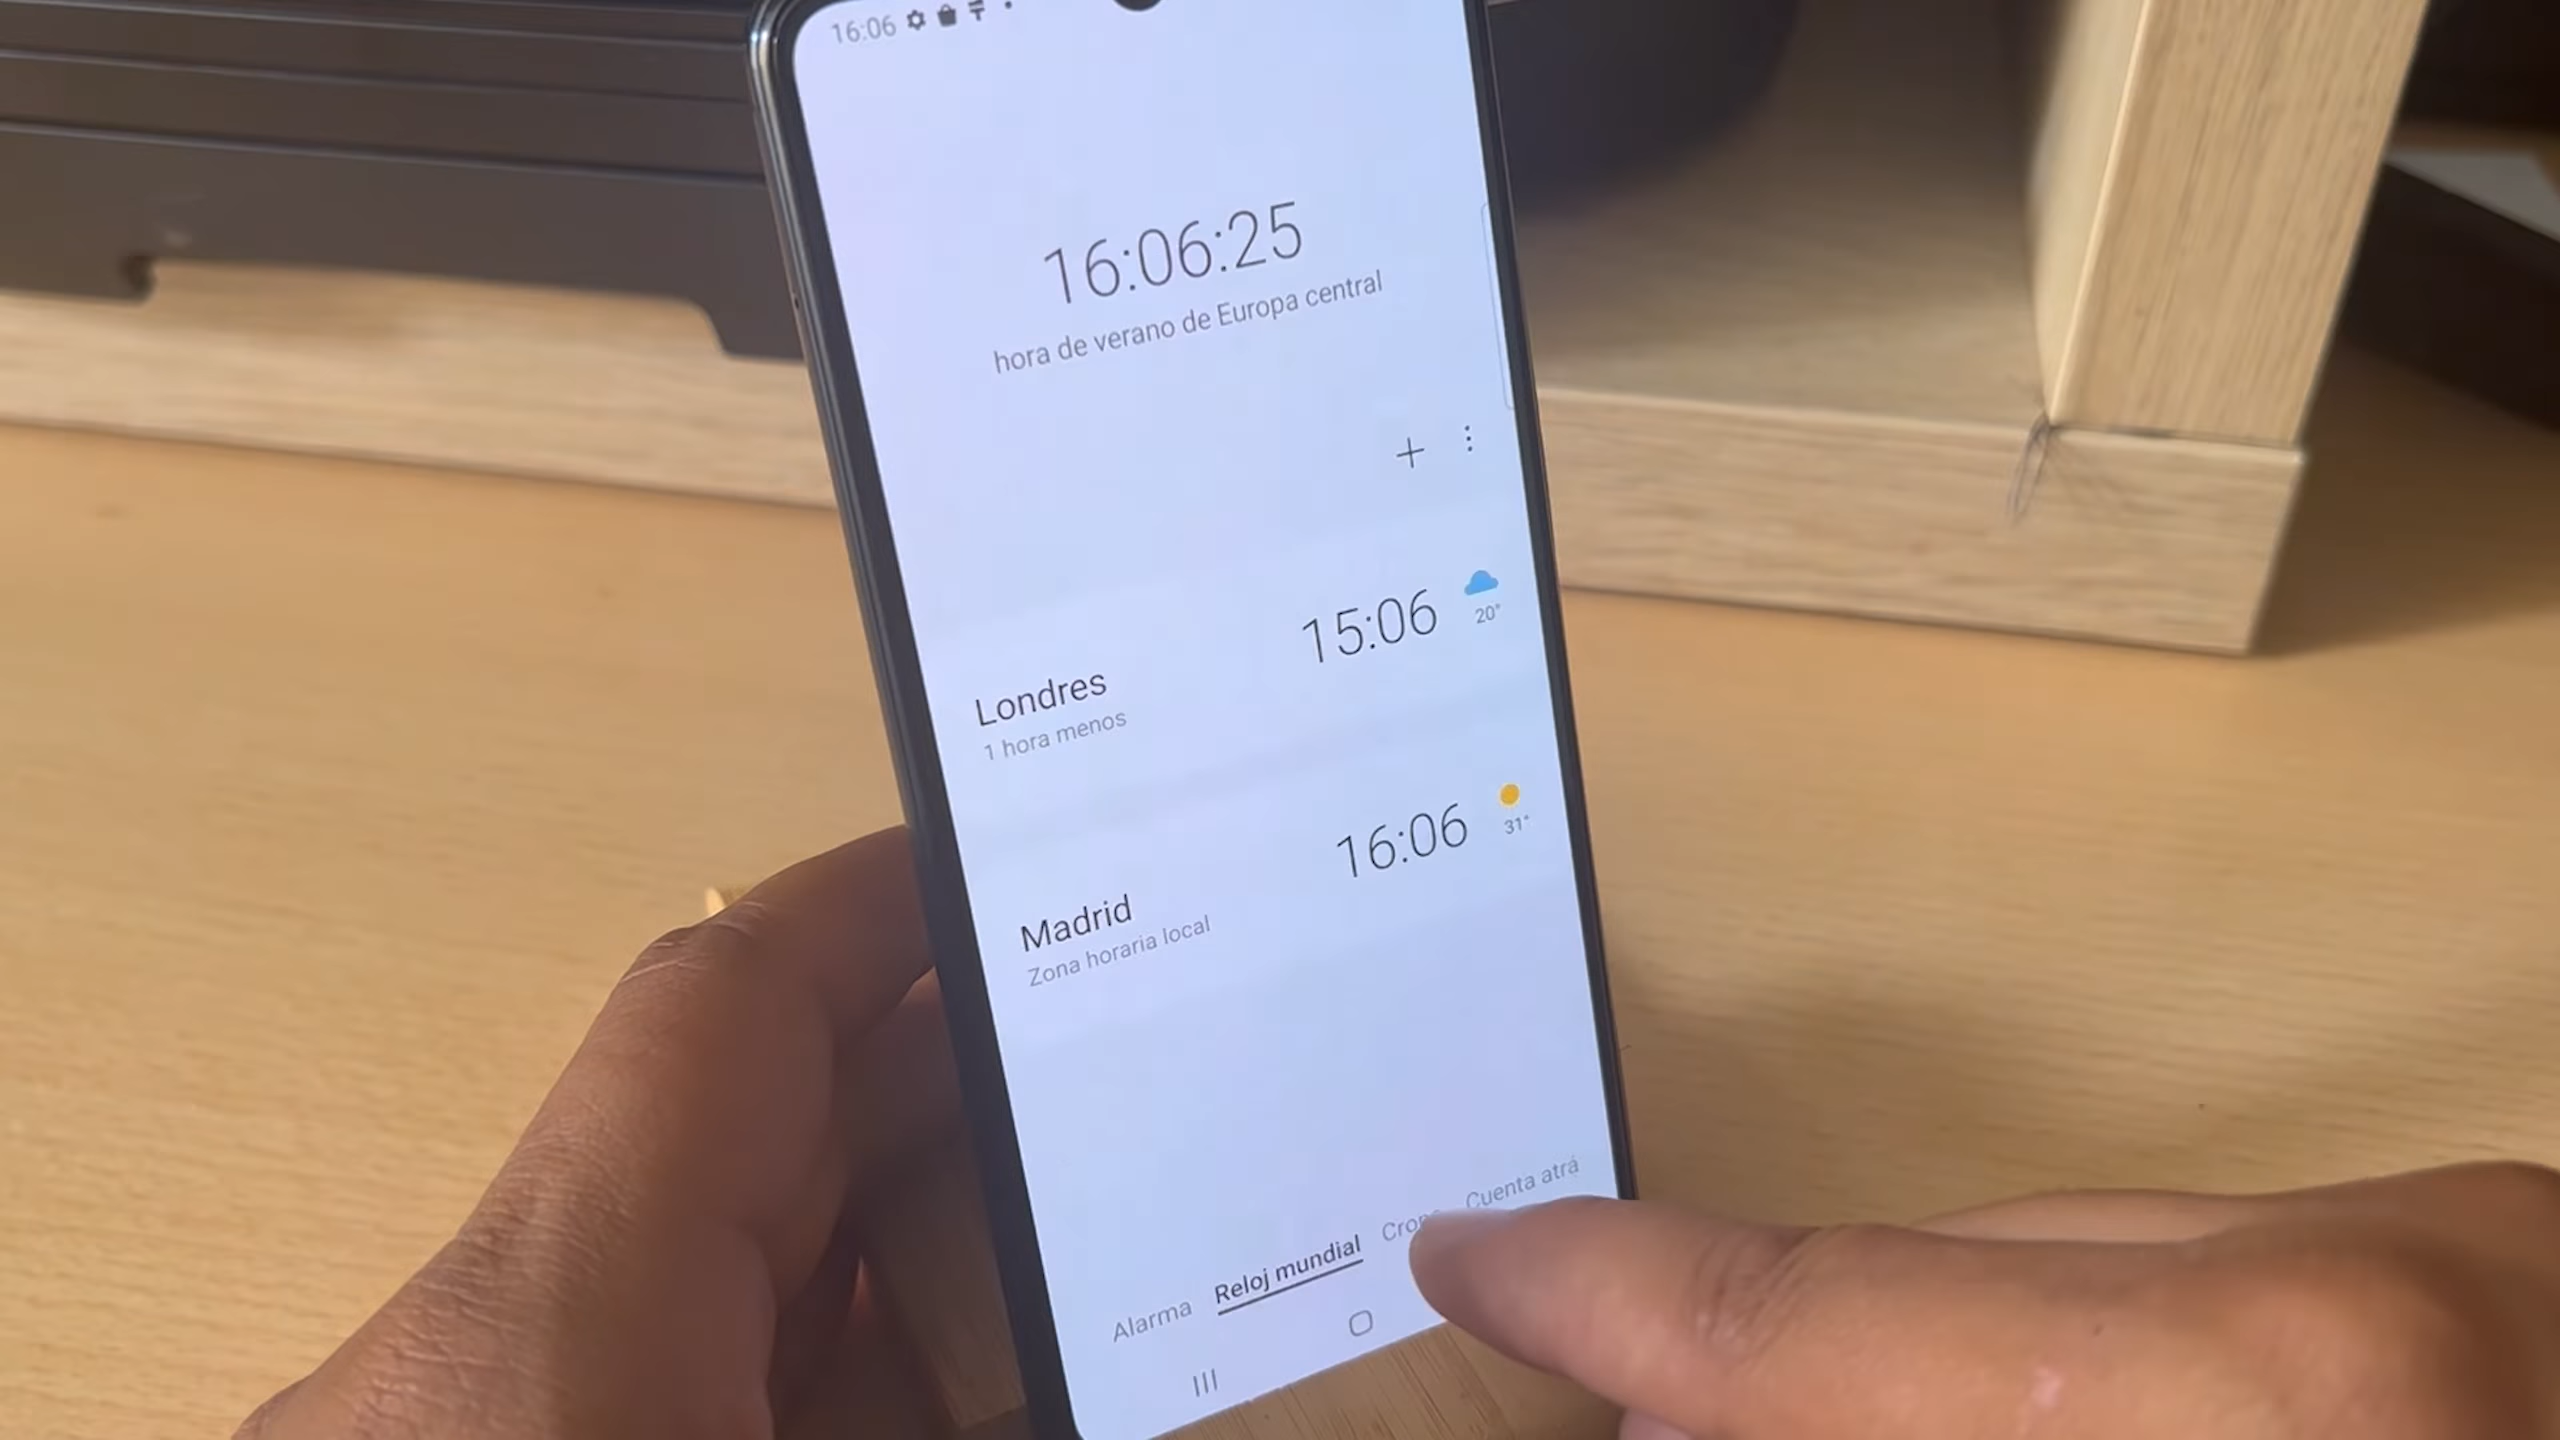 16:06
16:06:25
hora de verano de Europa central
15:06
20°
Londres
1 hora menos
16:06
31°
Madrid
Zona horaria local
Alarma Reloj mundial Cron Cuenta atrá